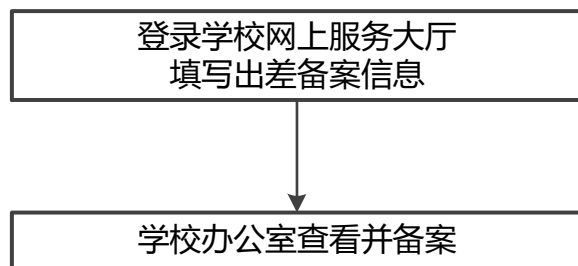 登录学校网上服务大厅
填写出差备案信息
学校办公室查看并备案